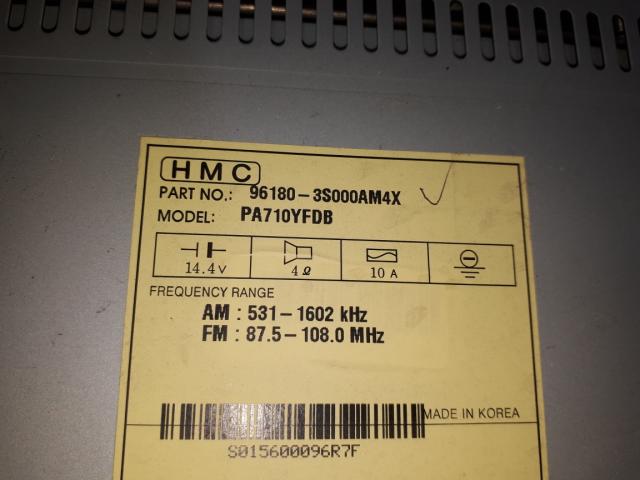 HMC
PART NO.: 96180-3S000AM4X
MODEL: PA710YFDB
14.4V 4Ω 10 A
FREQUENCY RANGE
AM : 531-1602 kHz
FM : 87.5-108.0 MHz
MADE IN KOREA
S015600096R7F